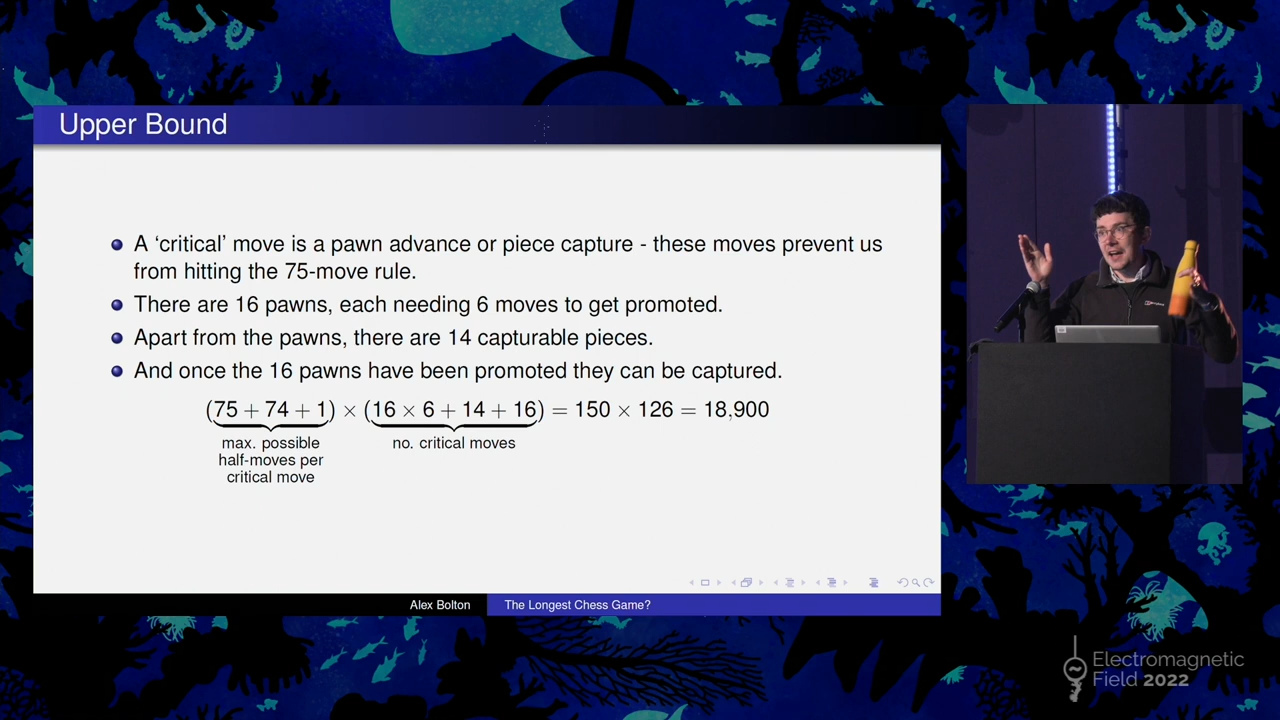 Upper Bound
A ‘critical’ move is a pawn advance or piece capture - these moves prevent us
from hitting the 75-move rule.
There are 16 pawns, each needing 6 moves to get promoted.
Apart from the pawns, there are 14 capturable pieces.
And once the 16 pawns have been promoted they can be captured.
(75 + 74 + 1) × (16 × 6 + 14 + 16) = 150 × 126 = 18,900
max. possible
half-moves per
critical move
no. critical moves
Alex Bolton
The Longest Chess Game?
Electromagnetic
Field 2022